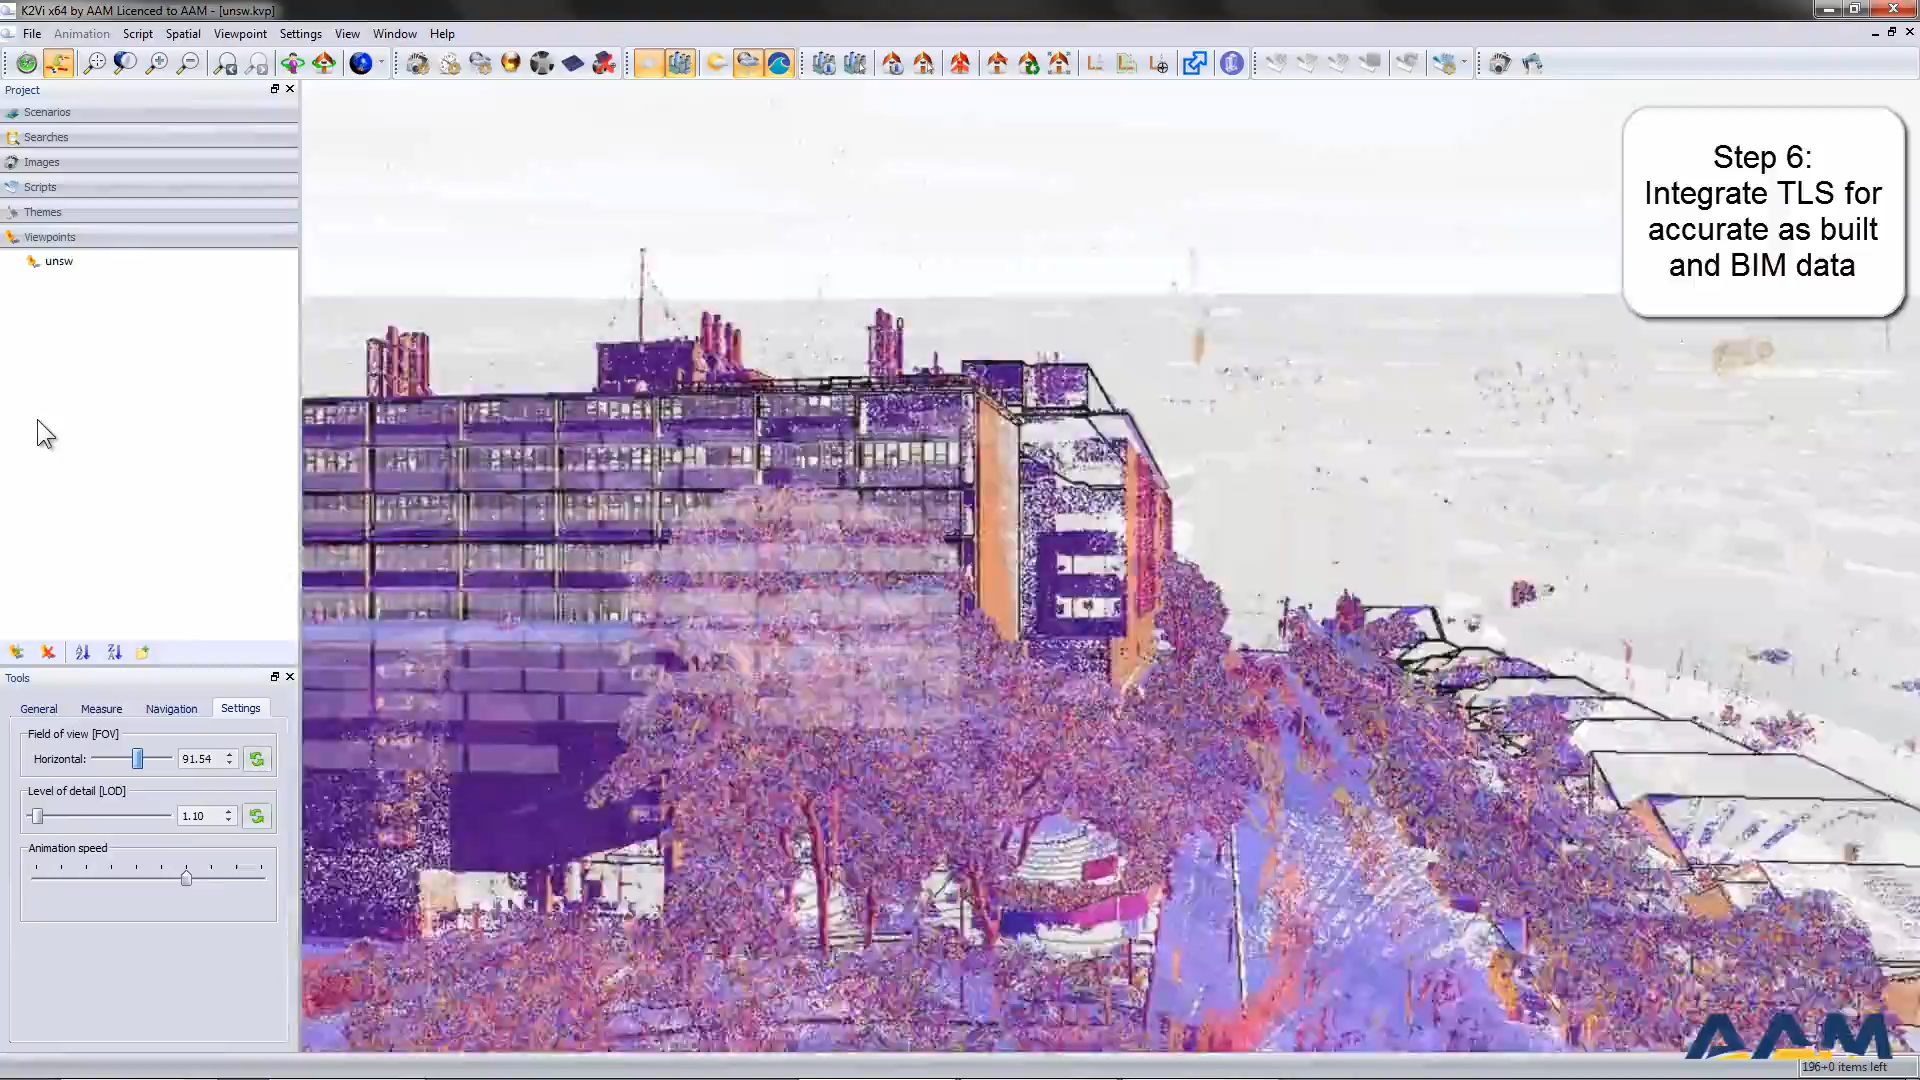 K2Vi x64 by AAM Licenced to AAM - [unsw.kvp]
File Animation Script Spatial Viewpoint Settings View Window Help
Project
Scenarios
Searches
Images
Scripts
Themes
Viewpoints
unsw
Tools
General Measure Navigation Settings
Field of view [FOV]
Horizontal: 91.54
Level of detail [LOD]
1.10
Animation speed
Step 6:
Integrate TLS for
accurate as built
and BIM data
AAM
196+0 items left